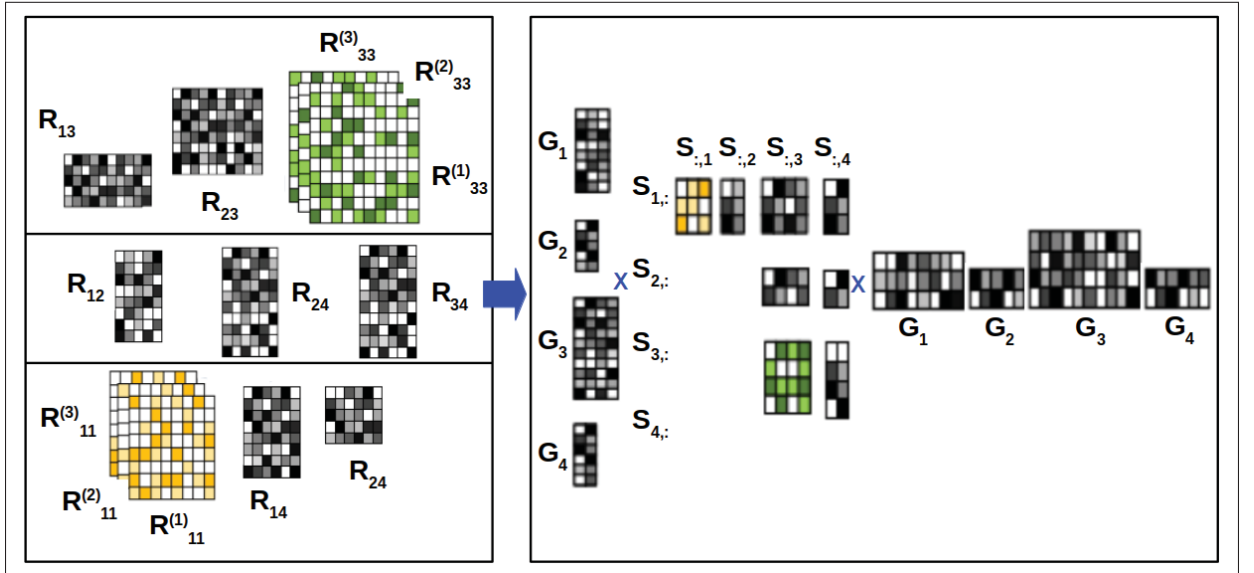 R(3)33
R(2)33
R13
R(1)33
R23
R12
R24
R34
R(3)11
R(2)11
R(1)11
R14
R24
G1
G2
G3
G4
X
S:,1 S:,2 S:,3 S:,4
S1,:
S2,:
S3,:
S4,:
X
G1 G2 G3 G4